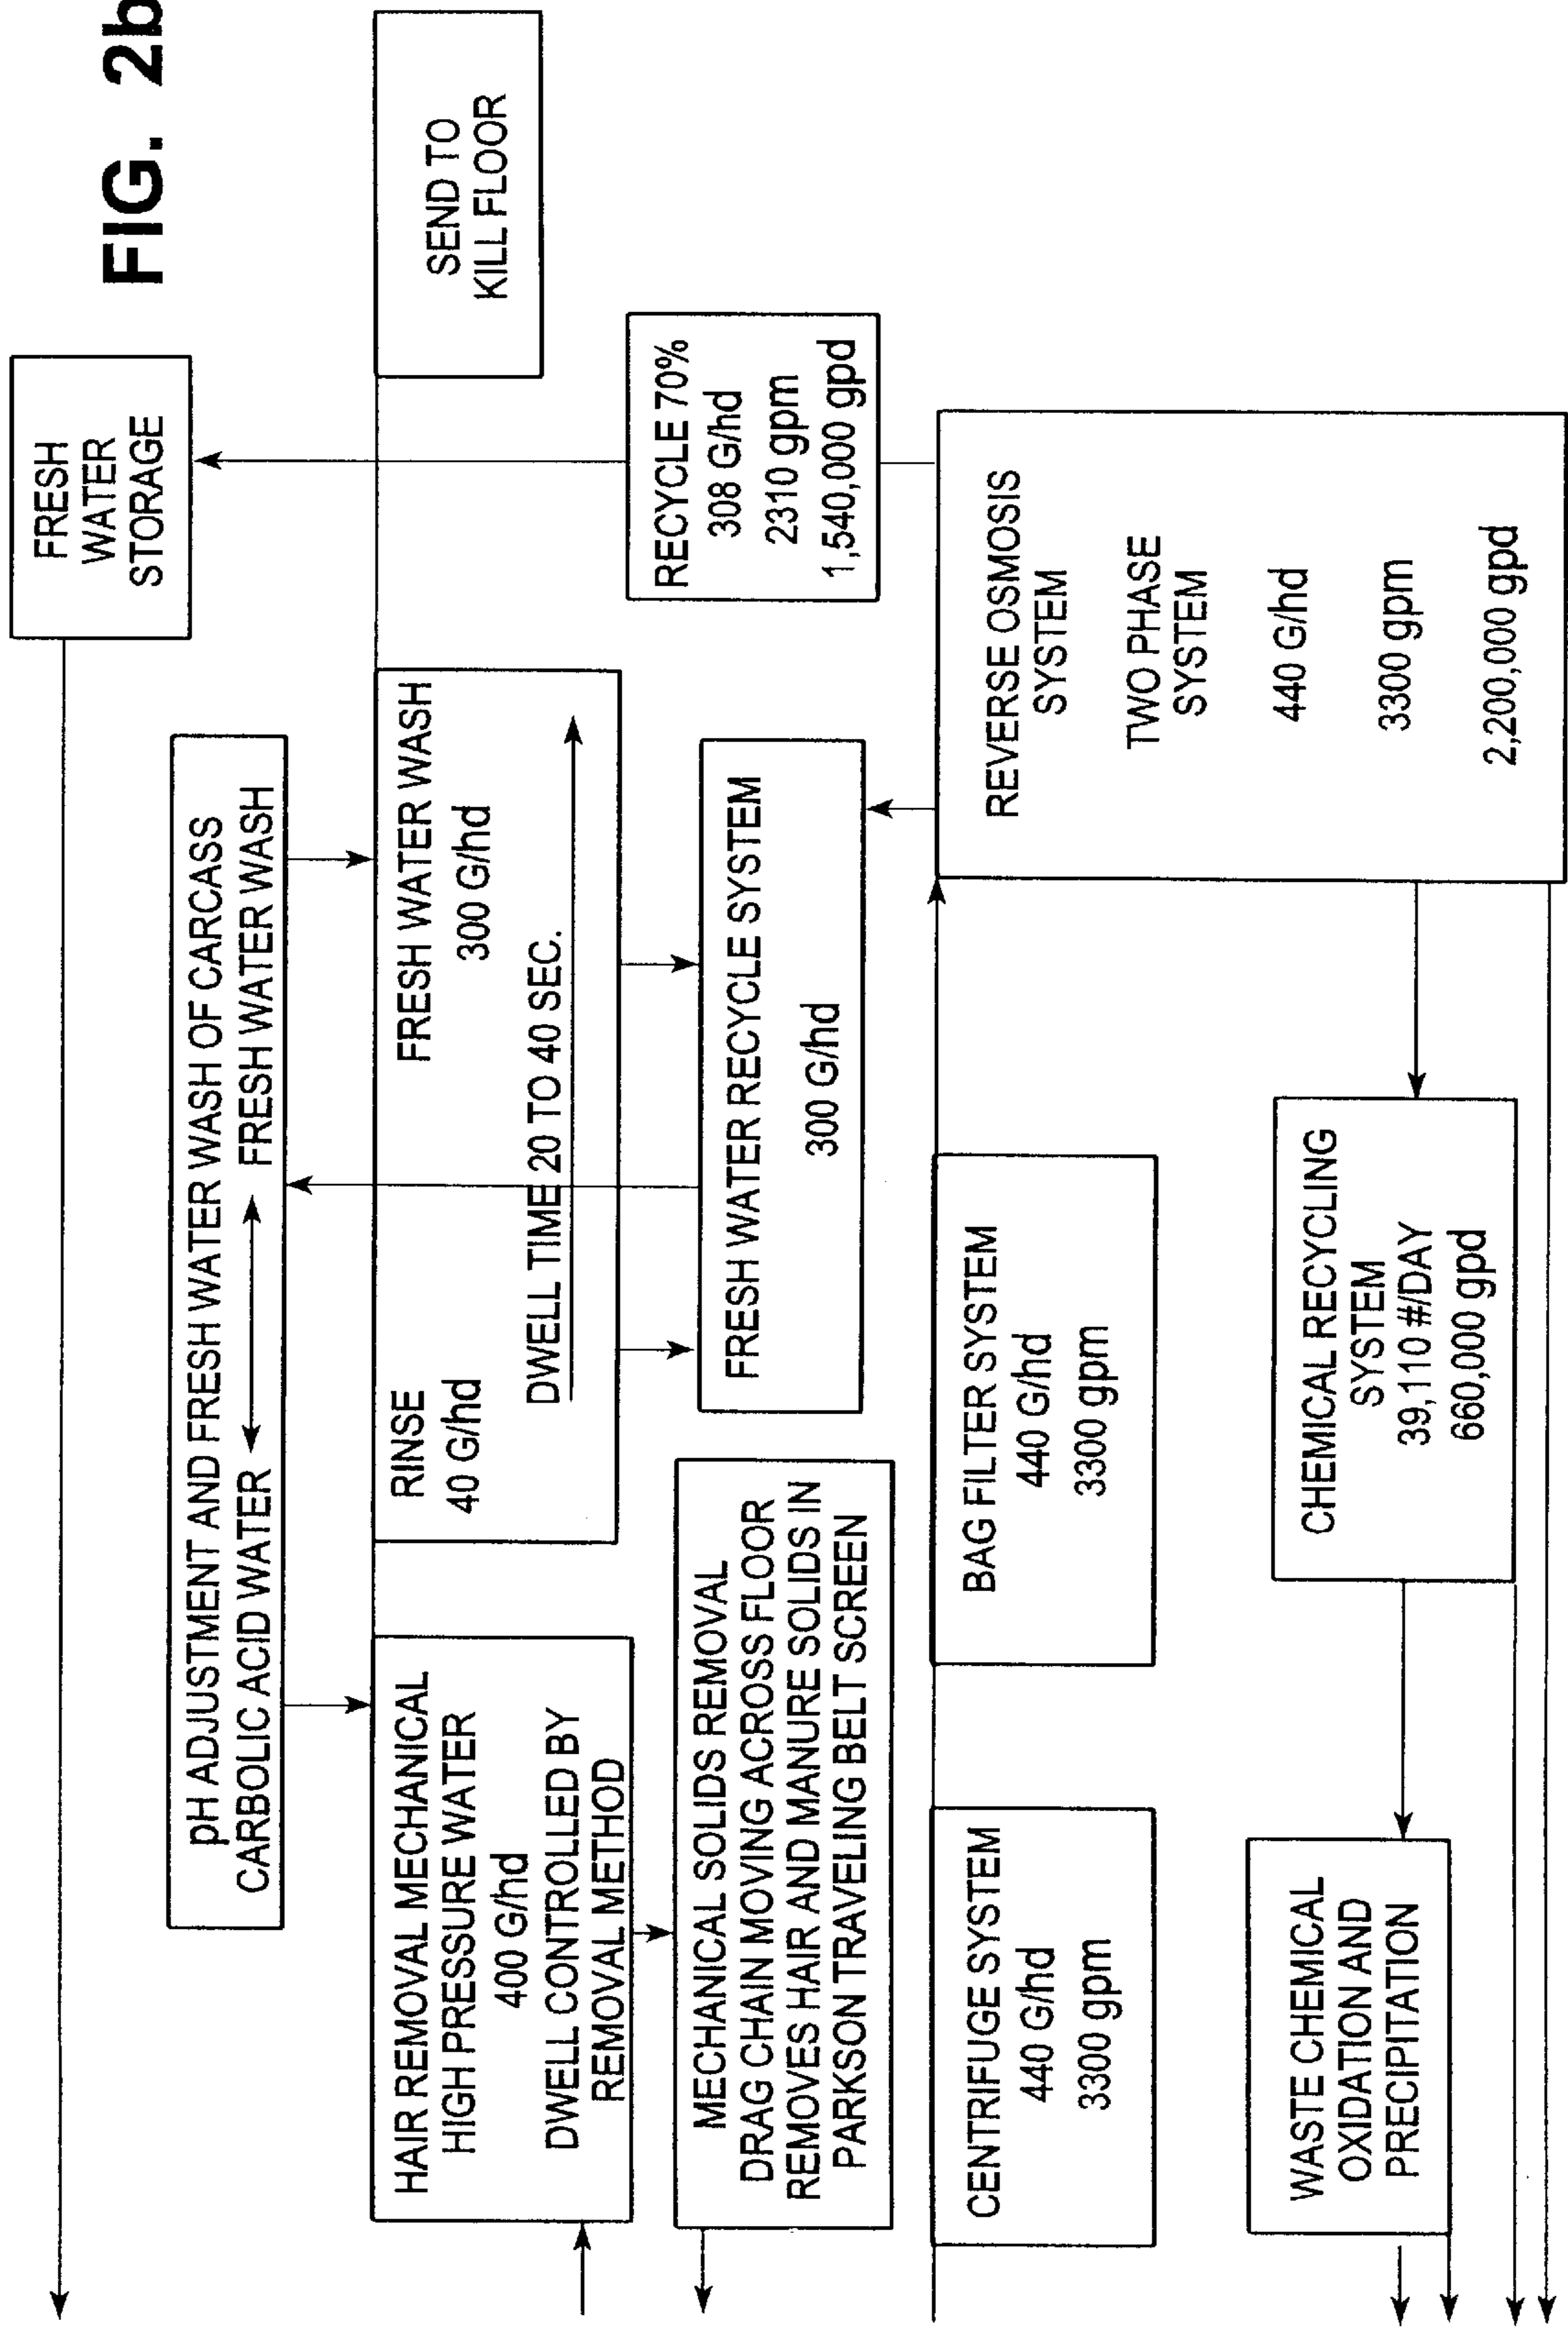 FIG. 2b
FRESH
WATER
STORAGE
pH ADJUSTMENT AND FRESH WATER WASH OF CARCASS
CARBOLIC ACID WATER
FRESH WATER WASH
HAIR REMOVAL MECHANICAL
HIGH PRESSURE WATER
400 G/hd
DWELL CONTROLLED BY
REMOVAL METHOD
RINSE
40 G/hd
FRESH WATER WASH
300 G/hd
DWELL TIME 20 TO 40 SEC.
SEND TO
KILL FLOOR
MECHANICAL SOLIDS REMOVAL
DRAG CHAIN MOVING ACROSS FLOOR
REMOVES HAIR AND MANURE SOLIDS IN
PARKSON TRAVELING BELT SCREEN
FRESH WATER RECYCLE SYSTEM
300 G/hd
RECYCLE 70%
308 G/hd
2310 gpm
1,540,000 gpd
CENTRIFUGE SYSTEM
440 G/hd
3300 gpm
BAG FILTER SYSTEM
440 G/hd
3300 gpm
REVERSE OSMOSIS
SYSTEM
TWO PHASE
SYSTEM
440 G/hd
3300 gpm
2,200,000 gpd
WASTE CHEMICAL
OXIDATION AND
PRECIPITATION
CHEMICAL RECYCLING
SYSTEM
39,110 #/DAY
660,000 gpd